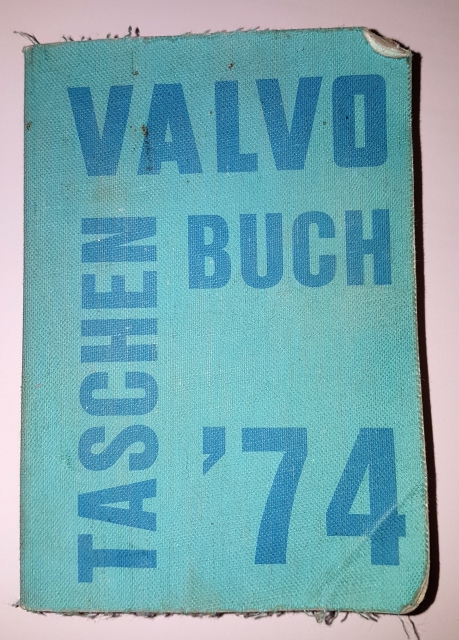 VALVO
TASCHEN
BUCH
'74